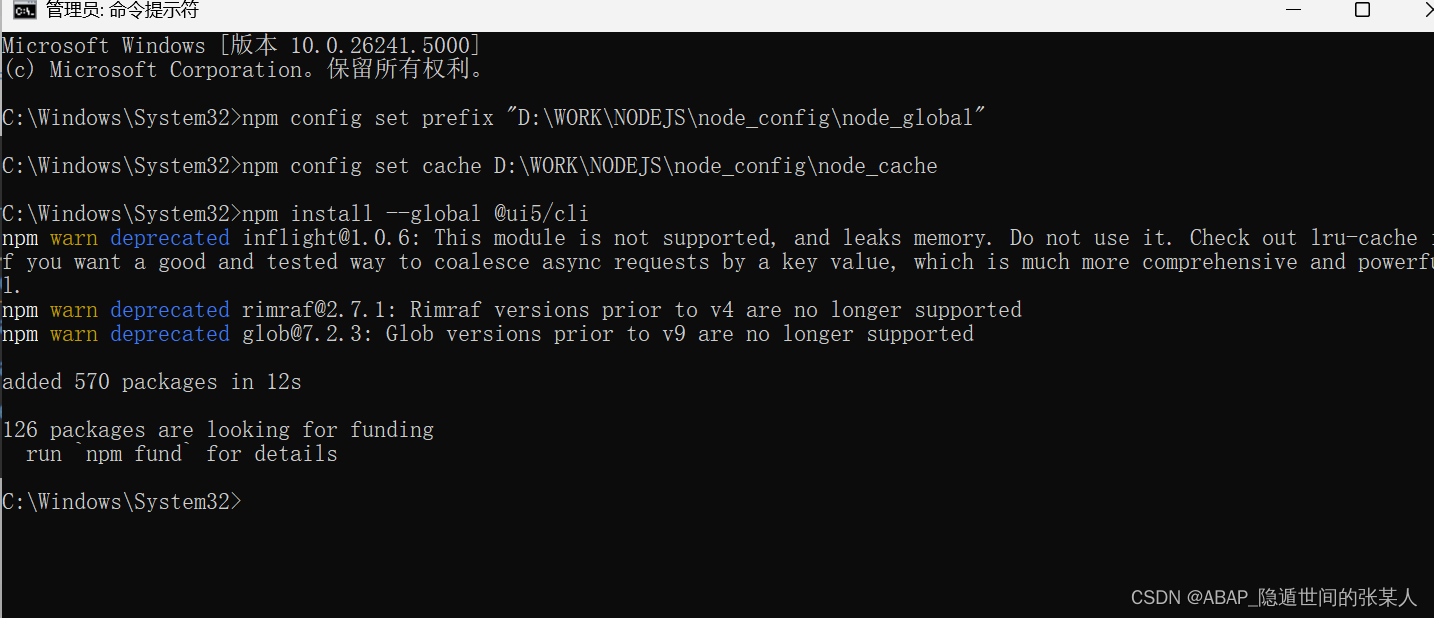 管理员: 命令提示符
Microsoft Windows [版本 10.0.26241.5000]
(c) Microsoft Corporation。保留所有权利。
C:\Windows\System32>npm config set prefix "D:\WORK\NODEJS\node_config\node_global"
C:\Windows\System32>npm config set cache D:\WORK\NODEJS\node_config\node_cache
C:\Windows\System32>npm install --global @ui5/cli
npm warn deprecated inflight@1.0.6: This module is not supported, and leaks memory. Do not use it. Check out lru-cache i
f you want a good and tested way to coalesce async requests by a key value, which is much more comprehensive and powerfu
l.
npm warn deprecated rimraf@2.7.1: Rimraf versions prior to v4 are no longer supported
npm warn deprecated glob@7.2.3: Glob versions prior to v9 are no longer supported
added 570 packages in 12s
126 packages are looking for funding
  run `npm fund` for details
C:\Windows\System32>
CSDN @ABAP_隐遁世间的张某人